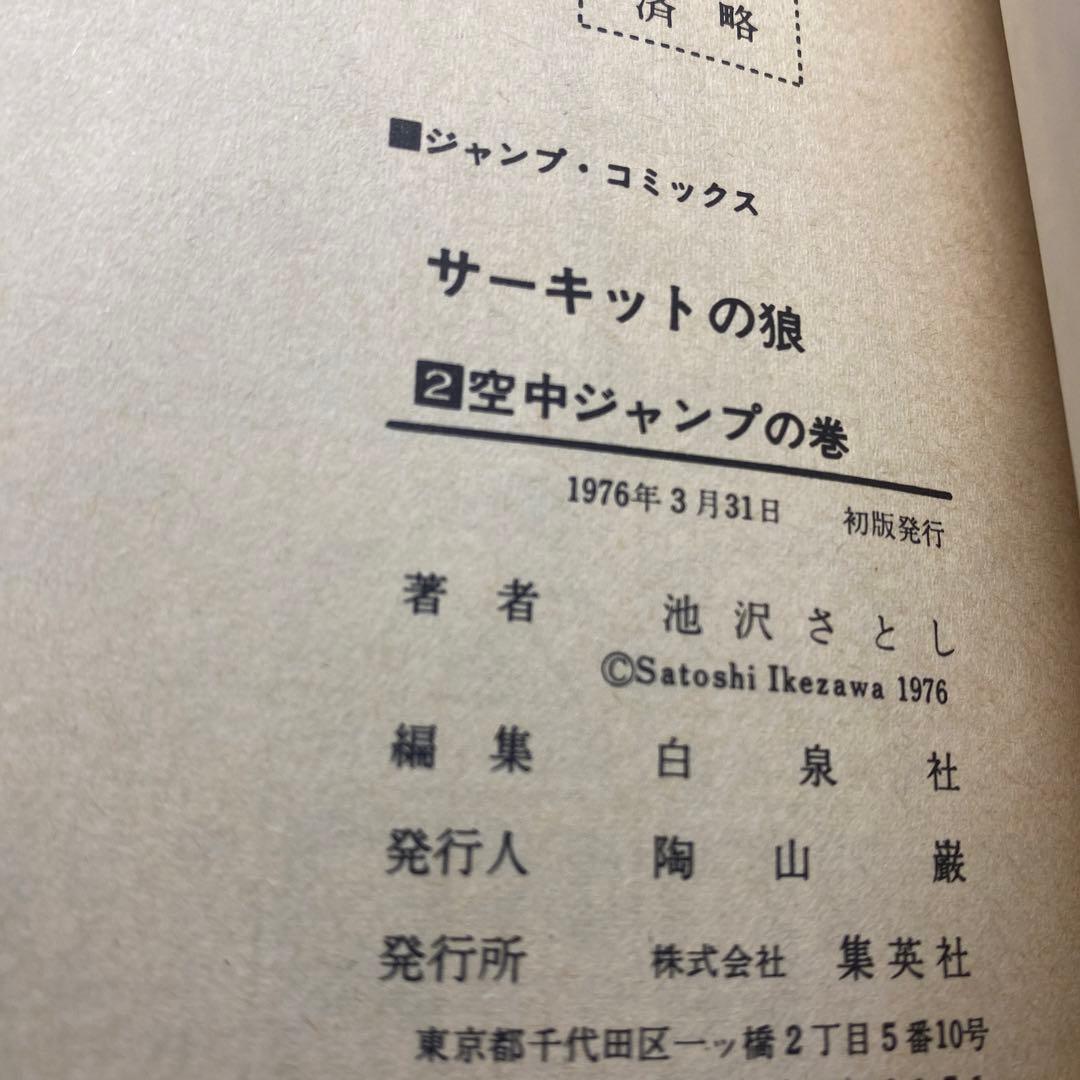 済略
■ジャンプ・コミックス
サーキットの狼
2空中ジャンプの巻
1976年3月31日 初版発行
著者 池沢さとし
©Satoshi Ikezawa 1976
編集 白泉社
発行人 陶山巌
発行所 株式会社 集英社
東京都千代田区一ッ橋2丁目5番10号